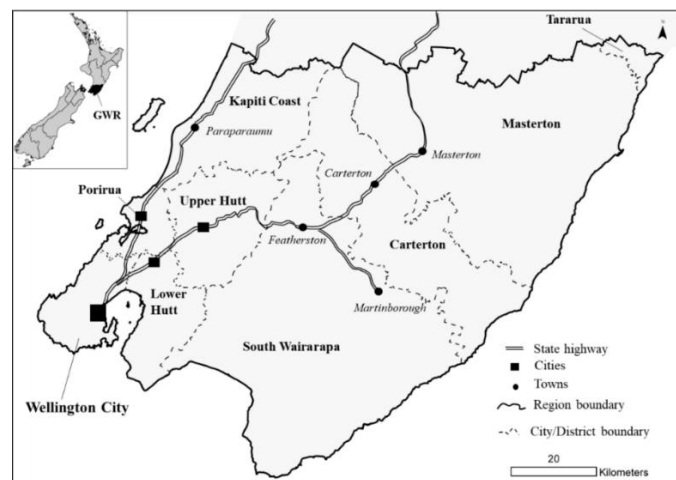 Tararua
N
GWR
Kapiti Coast
Masterton
Paraparaumu
Masterton
Carterton
Porirua
Upper Hutt
Featherston
Carterton
Lower
Hutt
Martinborough
South Wairarapa
Wellington City
State highway
Cities
Towns
Region boundary
City/District boundary
20
Kilometers